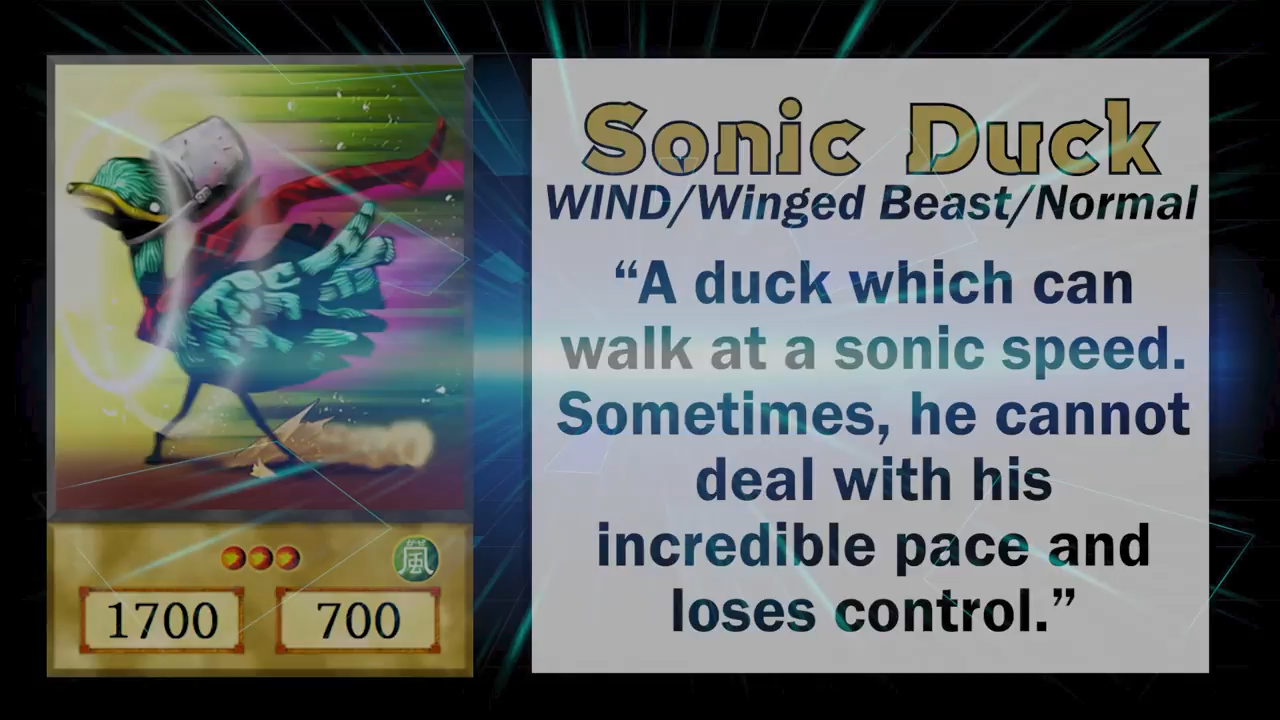 Sonic Duck
WIND/Winged Beast/Normal
“A duck which can
walk at a sonic speed.
Sometimes, he cannot
deal with his
incredible pace and
loses control.”
嵐
1700 700